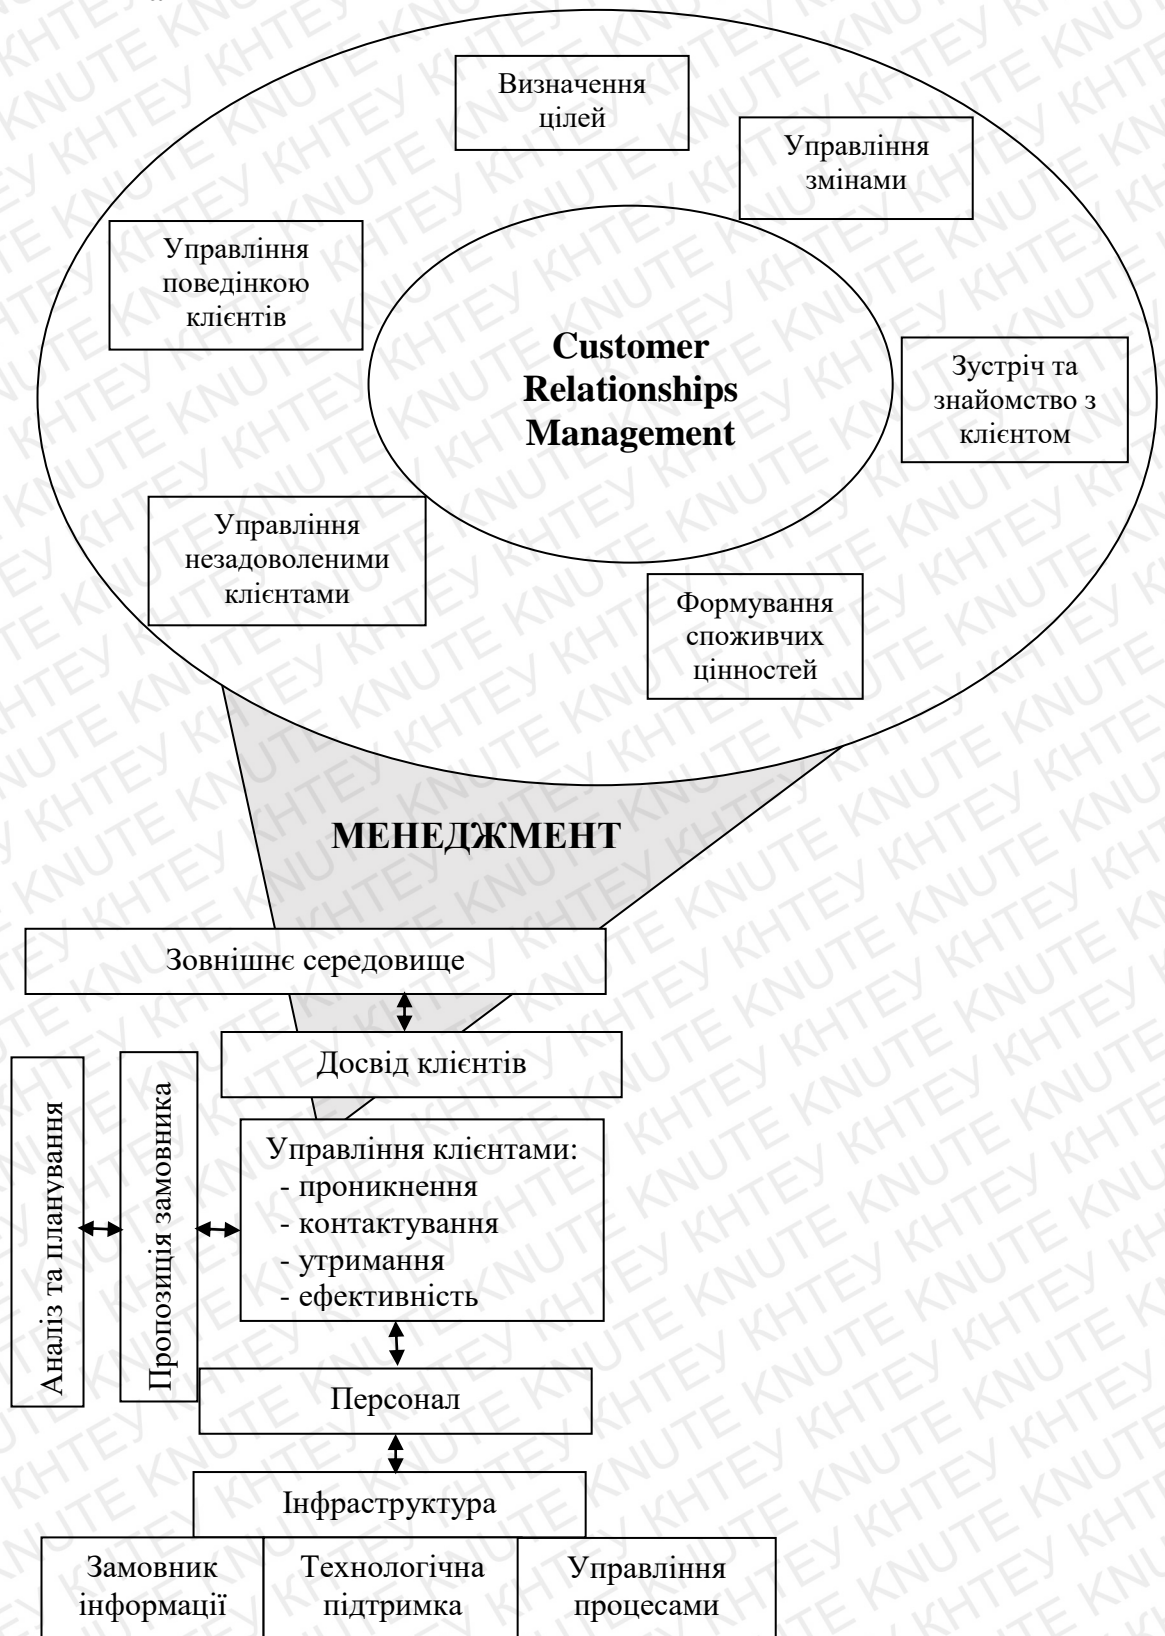 Визначення
цілей
Управління
змінами
Управління
поведінкою
клієнтів
Customer
Relationships
Management
Зустріч та
знайомство з
клієнтом
Управління
незадоволеними
клієнтами
Формування
споживчих
цінностей
МЕНЕДЖМЕНТ
Зовнішнє середовище
Досвід клієнтів
Аналіз та планування
Пропозиція замовника
Управління клієнтами:
- проникнення
- контактування
- утримання
- ефективність
Персонал
Інфраструктура
Замовник
інформації
Технологічна
підтримка
Управління
процесами